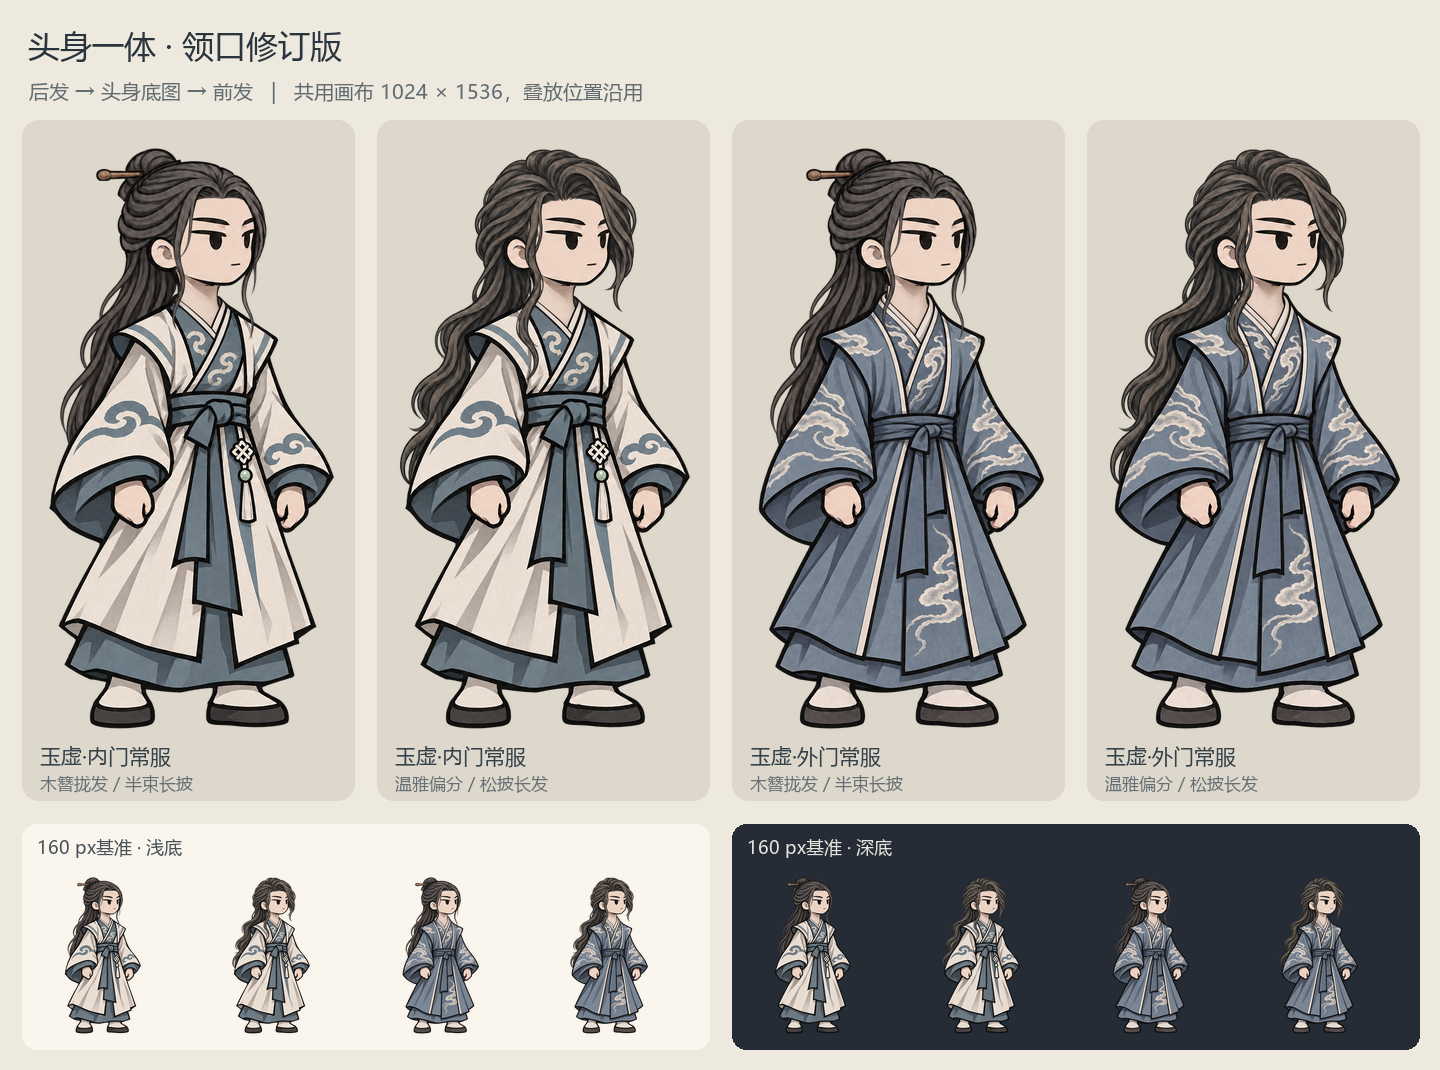 头身一体 · 领口修订版
后发 → 头身底图 → 前发 | 共用画布 1024 × 1536，叠放位置沿用
玉虚·内门常服
木簪拢发 / 半束长披
玉虚·内门常服
温雅偏分 / 松披长发
玉虚·外门常服
木簪拢发 / 半束长披
玉虚·外门常服
温雅偏分 / 松披长发
160 px基准 · 浅底
160 px基准 · 深底